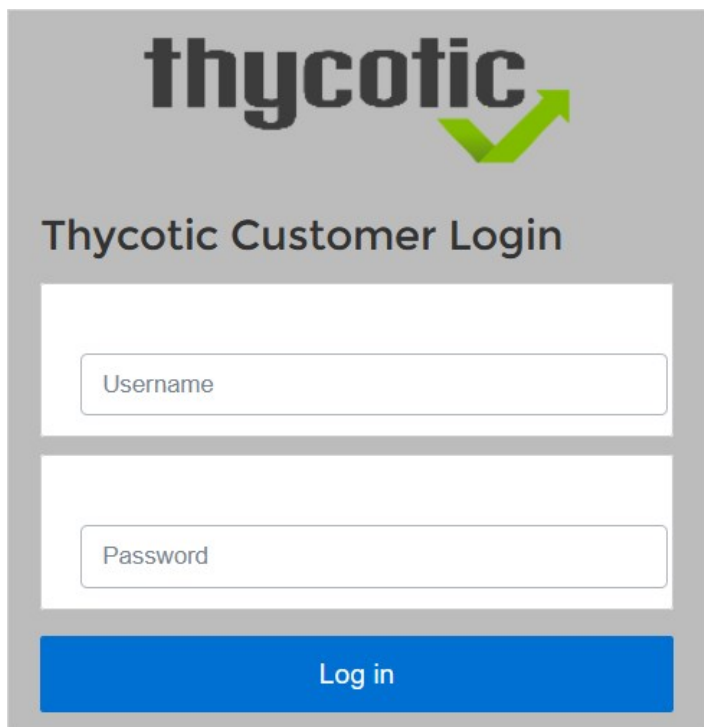 thycotic
Thycotic Customer Login
Username
Password
Log in